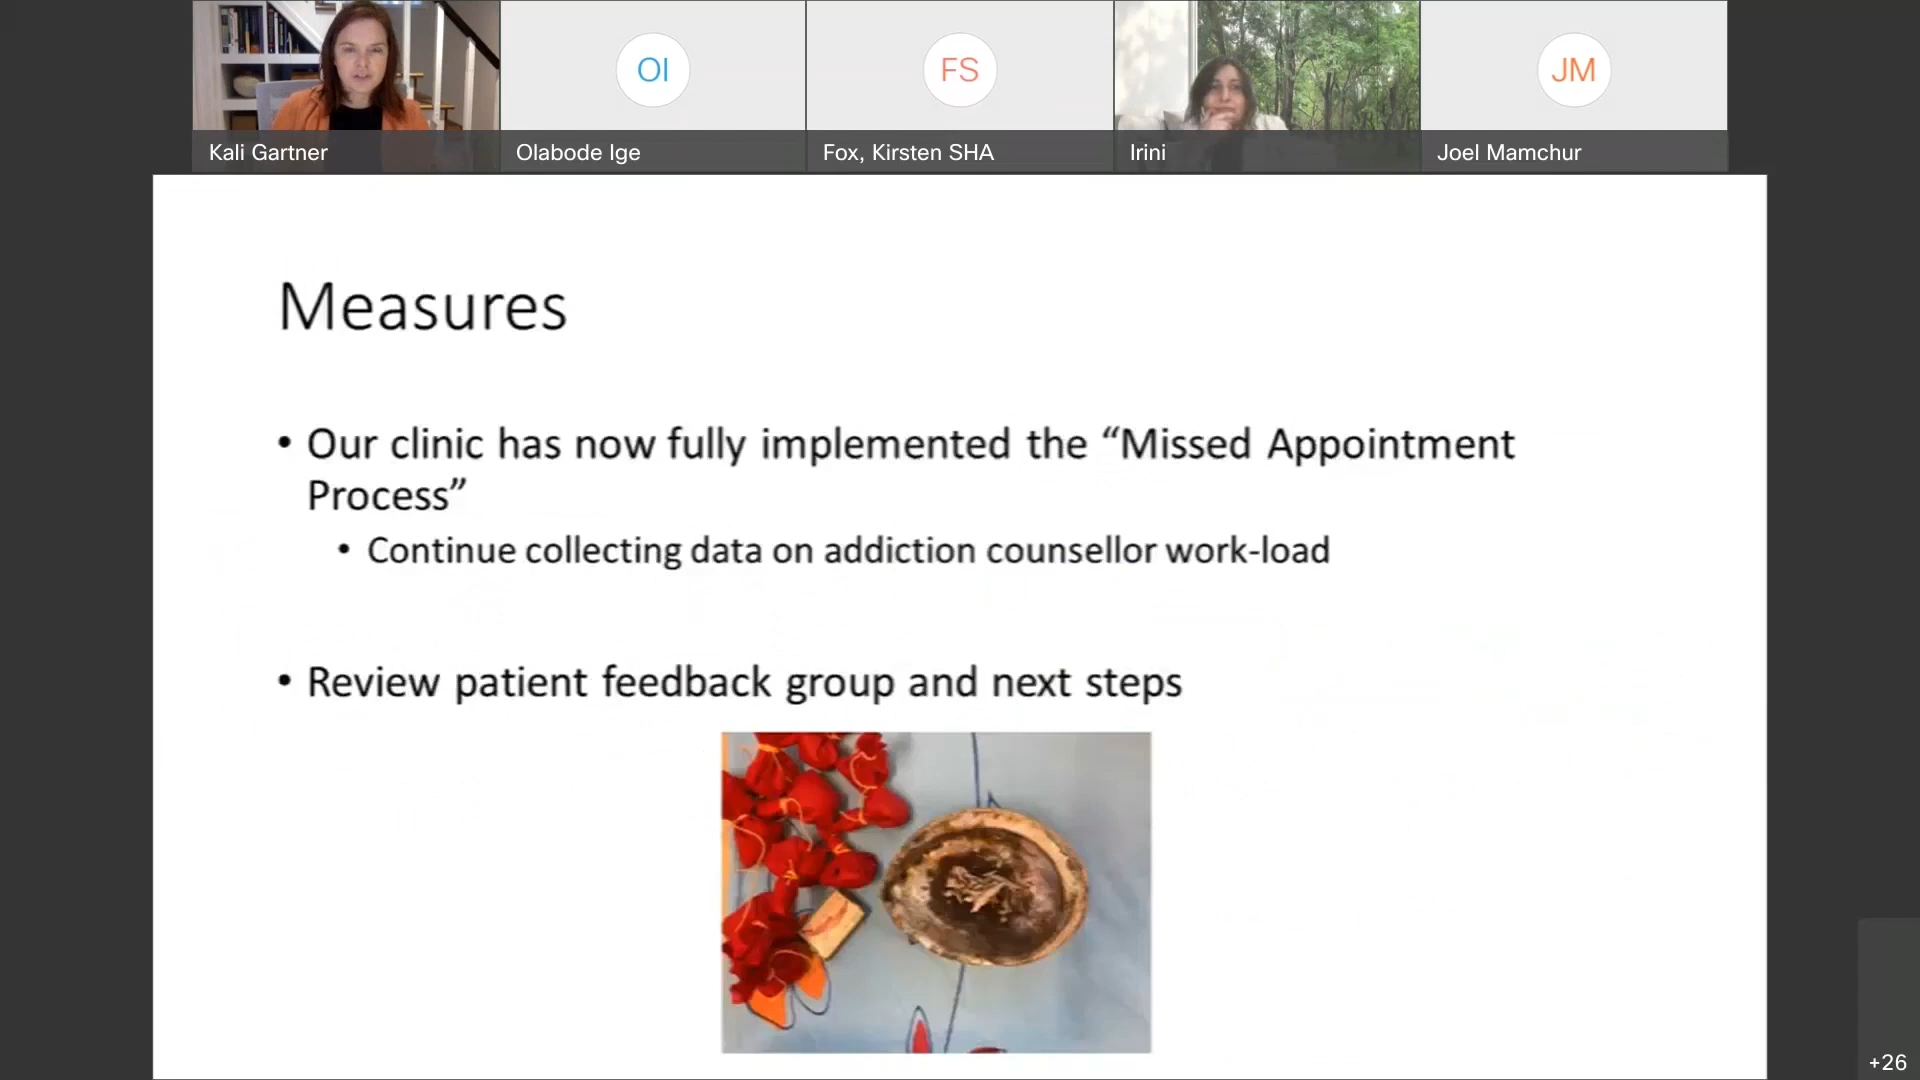 OI
FS
JM
Kali Gartner
Olabode Ige
Fox, Kirsten SHA
Irini
Joel Mamchur
Measures
• Our clinic has now fully implemented the “Missed Appointment
Process”
• Continue collecting data on addiction counsellor work-load
• Review patient feedback group and next steps
+26